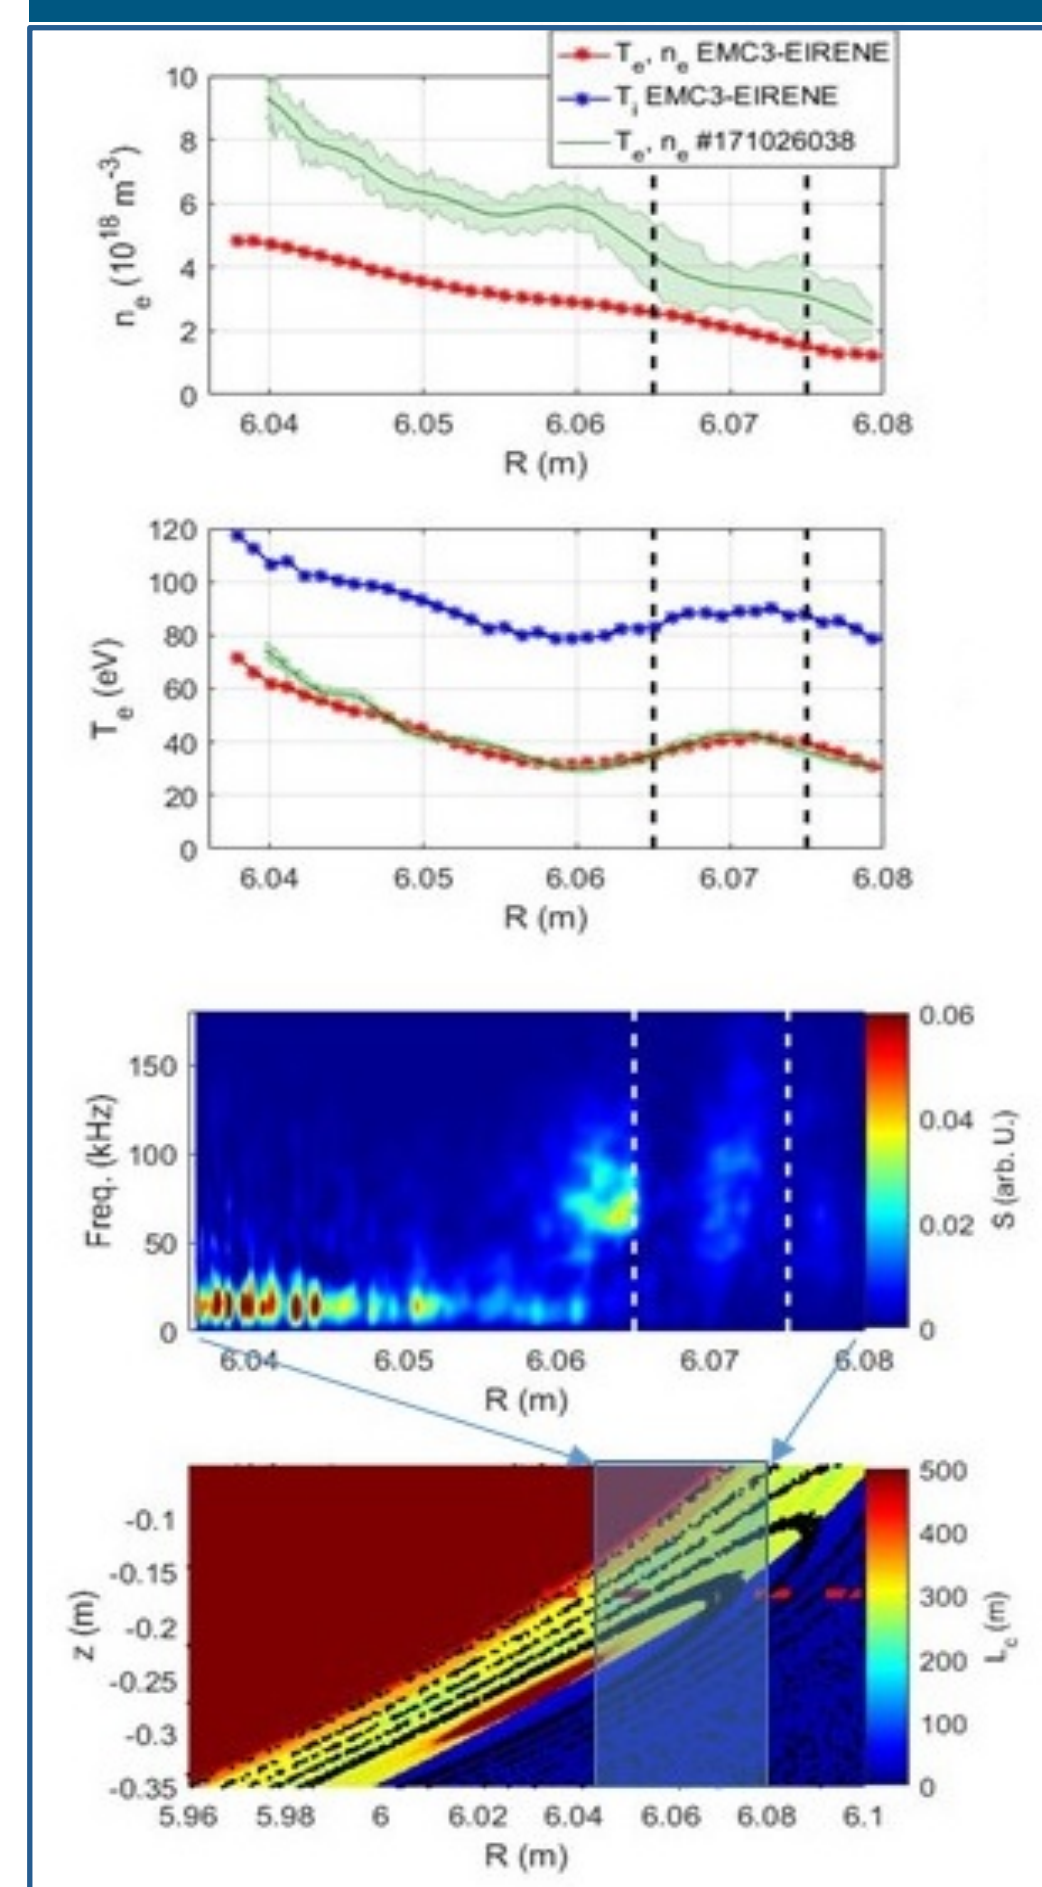 T_e, n_e EMC3-EIRENE
T_i EMC3-EIRENE
T_e, n_e #171026038
10
8
6
4
2
0
n_e (10^18 m^-3)
6.04 6.05 6.06 6.07 6.08
R (m)
120
100
80
60
40
20
0
T_e (eV)
6.04 6.05 6.06 6.07 6.08
R (m)
150
100
50
0
Freq. (kHz)
0.06
0.04
0.02
0
S (arb. U.)
6.04 6.05 6.06 6.07 6.08
R (m)
-0.1
-0.15
-0.2
-0.25
-0.3
-0.35
z (m)
500
400
300
200
100
0
L_c (m)
5.96 5.98 6 6.02 6.04 6.06 6.08 6.1
R (m)